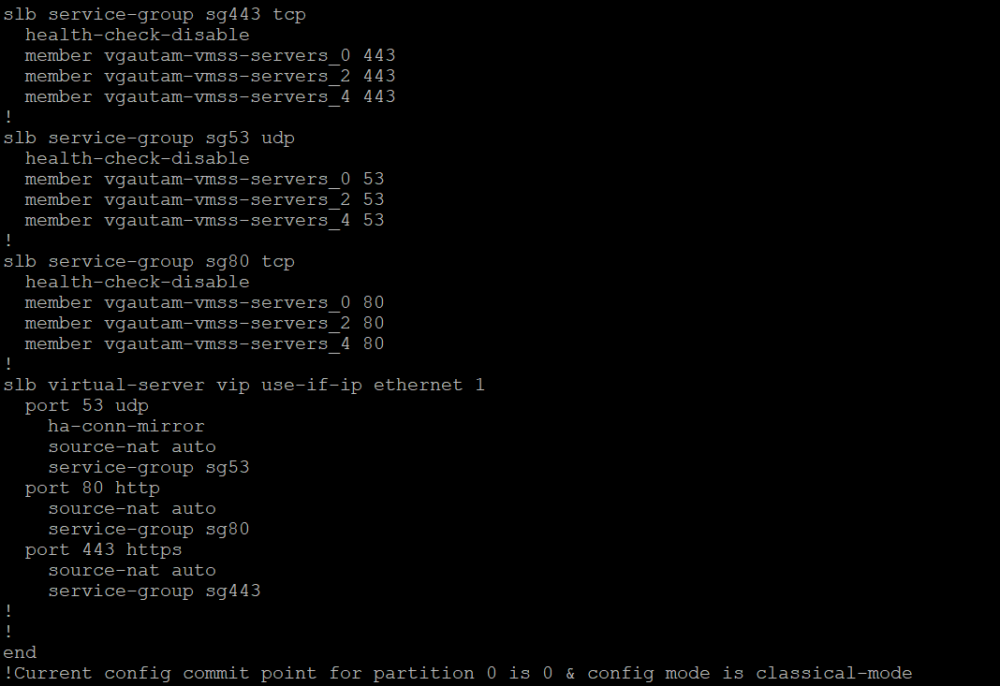 slb service-group sg443 tcp
  health-check-disable
  member vgautam-vmss-servers_0 443
  member vgautam-vmss-servers_2 443
  member vgautam-vmss-servers_4 443
!
slb service-group sg53 udp
  health-check-disable
  member vgautam-vmss-servers_0 53
  member vgautam-vmss-servers_2 53
  member vgautam-vmss-servers_4 53
!
slb service-group sg80 tcp
  health-check-disable
  member vgautam-vmss-servers_0 80
  member vgautam-vmss-servers_2 80
  member vgautam-vmss-servers_4 80
!
slb virtual-server vip use-if-ip ethernet 1
  port 53 udp
    ha-conn-mirror
    source-nat auto
    service-group sg53
  port 80 http
    source-nat auto
    service-group sg80
  port 443 https
    source-nat auto
    service-group sg443
!
!
end
!Current config commit point for partition 0 is 0 & config mode is classical-mode